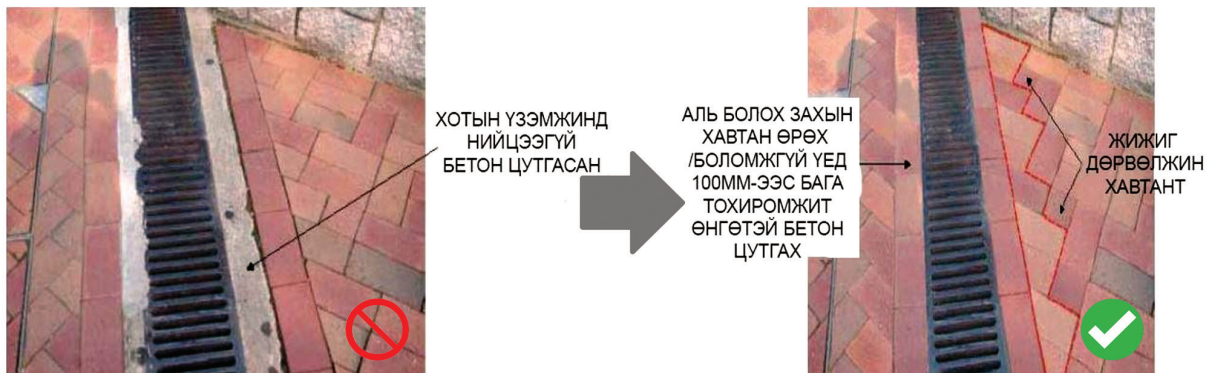 ХОТЫН ҮЗЭМЖИНД
НИЙЦЭЭГҮЙ
БЕТОН ЦУТГАСАН
АЛЬ БОЛОХ ЗАХЫН
ХАВТАН ӨРӨХ
/БОЛОМЖГҮЙ ҮЕД
100ММ-ЭЭС БАГА
ТОХИРОМЖИТ
ӨНГӨТЭЙ БЕТОН
ЦУТГАХ
ЖИЖИГ
ДӨРВӨЛЖИН
ХАВТАНТ